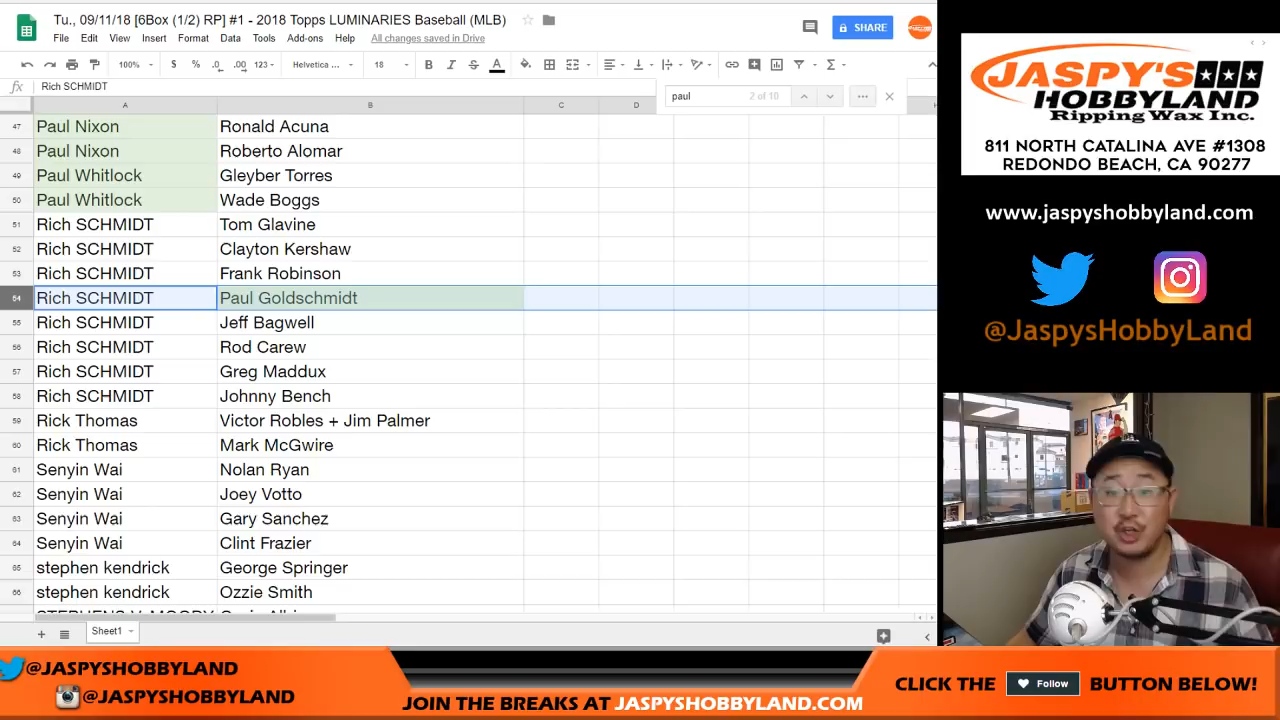 Tu., 09/11/18 [6Box (1/2) RP] #1 - 2018 Topps LUMINARIES Baseball (MLB)
File Edit View Insert Format Data Tools Add-ons Help All changes saved in Drive
SHARE
100% $ % .0 .00 123 Helvetica ... 18 B I S A
fx Rich SCHMIDT
paul 2 of 10
A B C D
47 Paul Nixon Ronald Acuna
48 Paul Nixon Roberto Alomar
49 Paul Whitlock Gleyber Torres
50 Paul Whitlock Wade Boggs
51 Rich SCHMIDT Tom Glavine
52 Rich SCHMIDT Clayton Kershaw
53 Rich SCHMIDT Frank Robinson
54 Rich SCHMIDT Paul Goldschmidt
55 Rich SCHMIDT Jeff Bagwell
56 Rich SCHMIDT Rod Carew
57 Rich SCHMIDT Greg Maddux
58 Rich SCHMIDT Johnny Bench
59 Rick Thomas Victor Robles + Jim Palmer
60 Rick Thomas Mark McGwire
61 Senyin Wai Nolan Ryan
62 Senyin Wai Joey Votto
63 Senyin Wai Gary Sanchez
64 Senyin Wai Clint Frazier
65 stephen kendrick George Springer
66 stephen kendrick Ozzie Smith
Sheet1
JASPY'S
HOBBYLAND
Ripping Wax Inc.
811 NORTH CATALINA AVE #1308
REDONDO BEACH, CA 90277
www.jaspyshobbyland.com
@JaspysHobbyLand
@JASPYSHOBBYLAND
@JASPYSHOBBYLAND
JOIN THE BREAKS AT JASPYSHOBBYLAND.COM
CLICK THE Follow BUTTON BELOW!